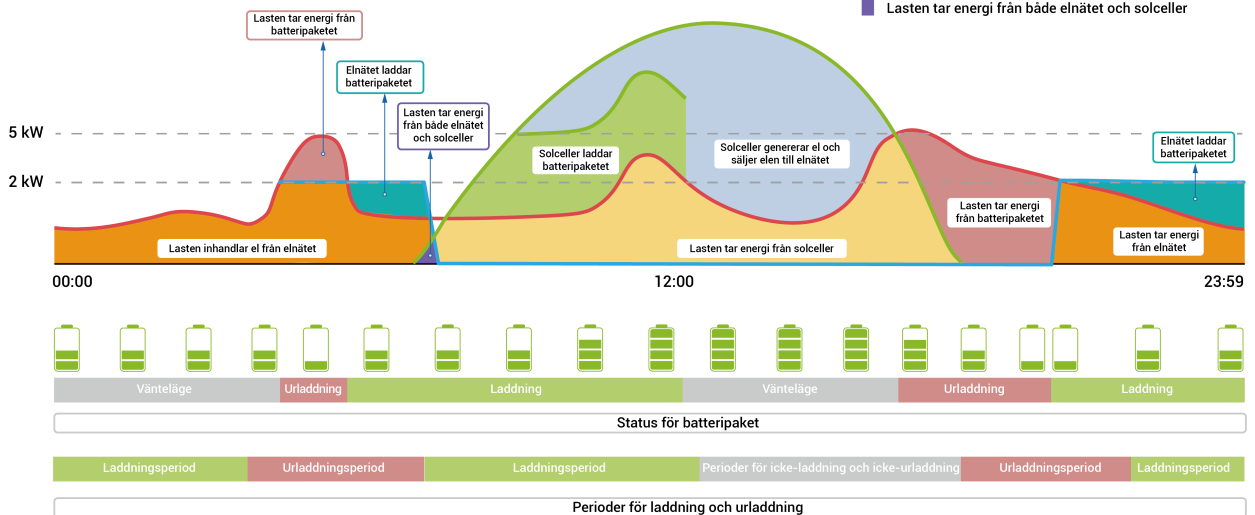 Lasten tar energi från både elnätet och solceller
Lasten tar energi från
batteripaketet
Elnätet laddar
batteripaketet
Lasten tar energi
från både elnätet
och solceller
5 kW
Solceller laddar
batteripaketet
Solceller genererar el och
säljer elen till elnätet
Elnätet laddar
batteripaketet
2 kW
Lasten tar energi
från batteripaketet
Lasten inhandlar el från elnätet
Lasten tar energi från solceller
Lasten tar energi
från elnätet
00:00
12:00
23:59
Vänteläge
Urladdning
Laddning
Vänteläge
Urladdning
Laddning
Status för batteripaket
Laddningsperiod
Urladdningsperiod
Laddningsperiod
Perioder för icke-laddning och icke-urladdning
Urladdningsperiod
Laddningsperiod
Perioder för laddning och urladdning